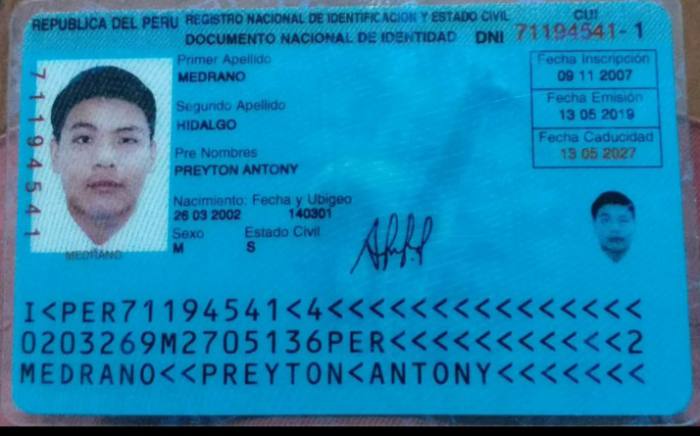 REPUBLICA DEL PERU REGISTRO NACIONAL DE IDENTIFICACION Y ESTADO CIVIL
DOCUMENTO NACIONAL DE IDENTIDAD DNI
CUI
71194541-1
71194541
Primer Apellido
MEDRANO
Segundo Apellido
HIDALGO
Pre Nombres
PREYTON ANTONY
Nacimiento: Fecha y Ubigeo
26 03 2002 140301
Sexo Estado Civil
M S
Fecha Inscripción
09 11 2007
Fecha Emisión
13 05 2019
Fecha Caducidad
13 05 2027
MEDRANO
I<PER71194541<4<<<<<<<<<<<<<<<
0203269M2705136PER<<<<<<<<<<<2
MEDRANO<<PREYTON<ANTONY<<<<<<<